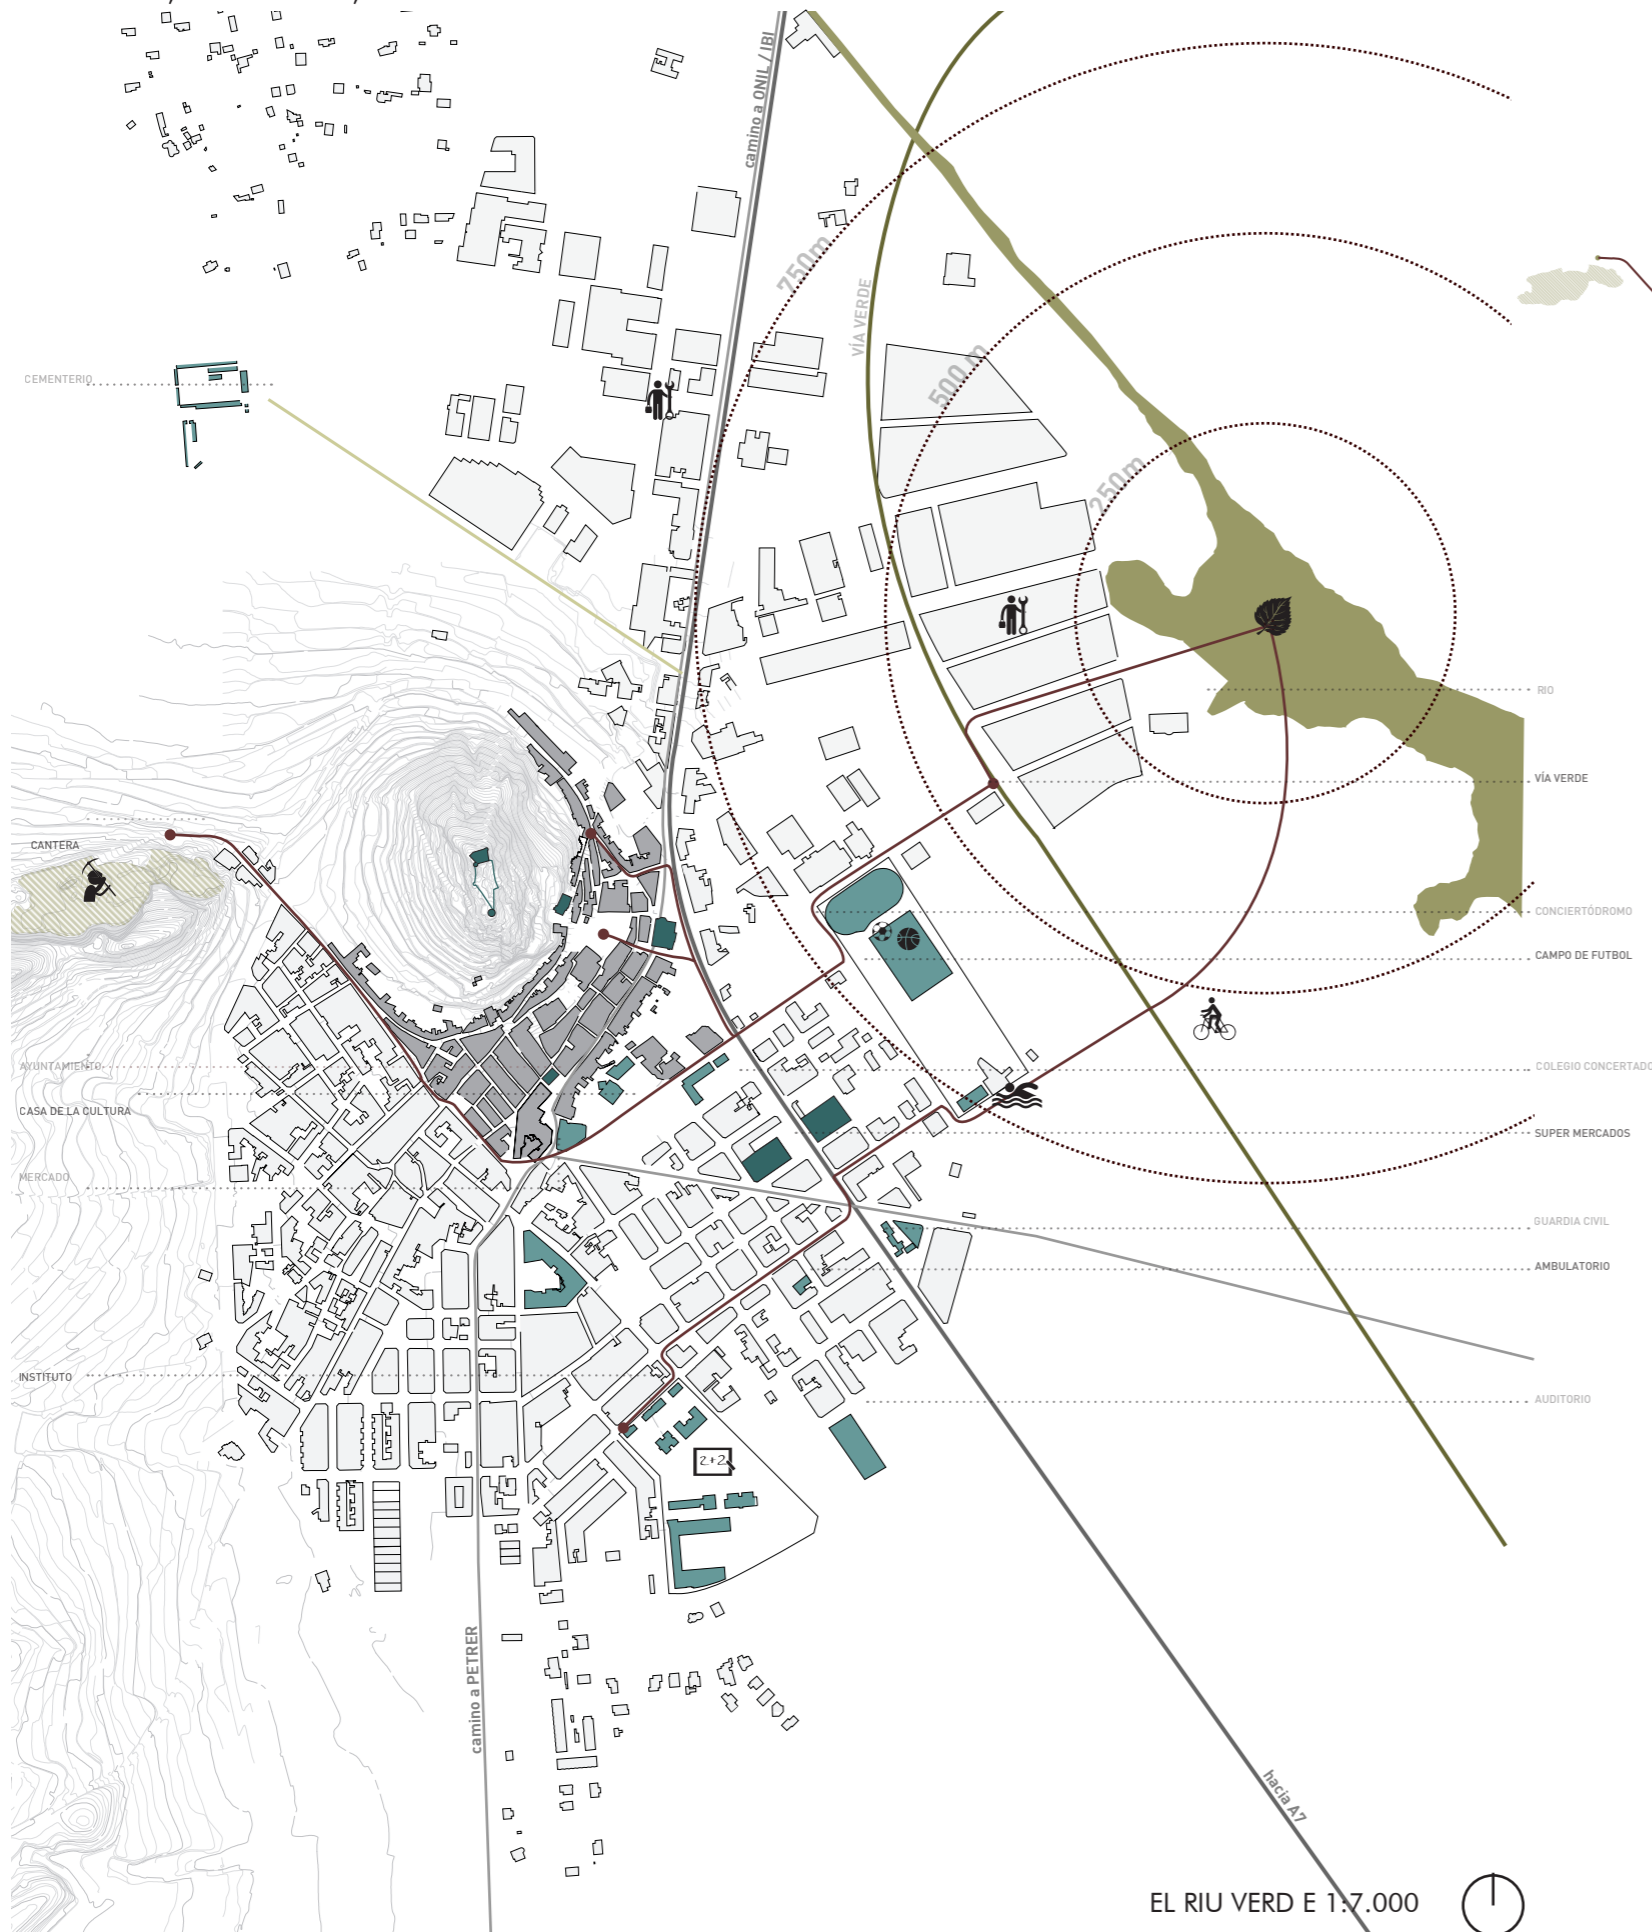 camino a ONIL / IBI
750m
VÍA VERDE
500 m
CEMENTERIO
250m
RIO
VÍA VERDE
CANTERA
CONCIERTÓDROMO
CAMPO DE FUTBOL
AYUNTAMIENTO
COLEGIO CONCERTADO
CASA DE LA CULTURA
SUPER MERCADOS
MERCADO
GUARDIA CIVIL
AMBULATORIO
INSTITUTO
AUDITORIO
2+2
camino a PETRER
hacia A7
EL RIU VERD E 1:7.000